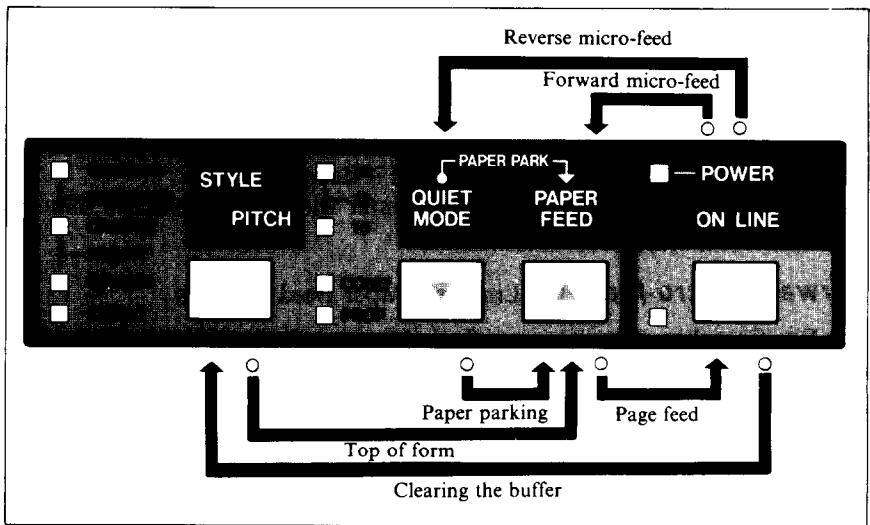 Reverse micro-feed
Forward micro-feed
PAPER PARK
STYLE
PITCH
QUIET
MODE
PAPER
FEED
POWER
ON LINE
Paper parking
Page feed
Top of form
Clearing the buffer